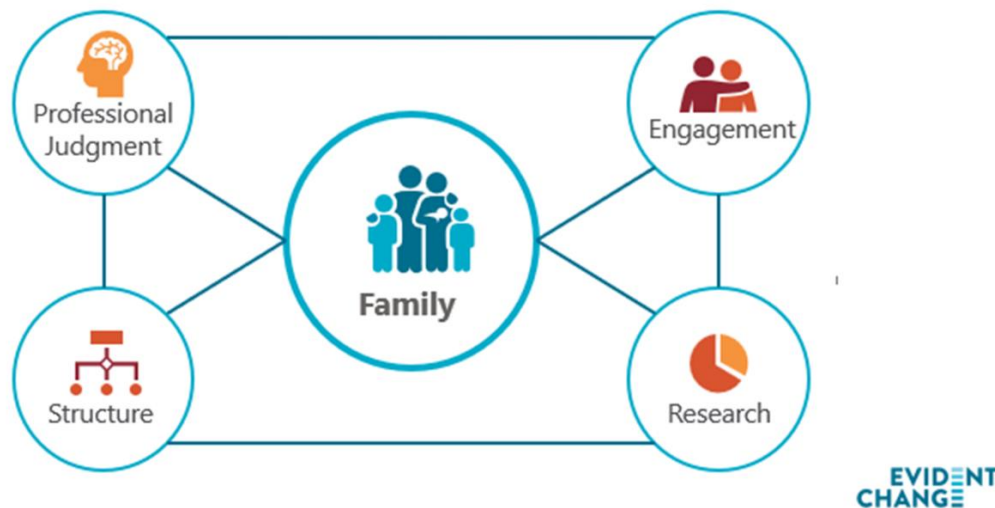 Professional
Judgment
Engagement
Family
Structure
Research
EVIDENT
CHANGE